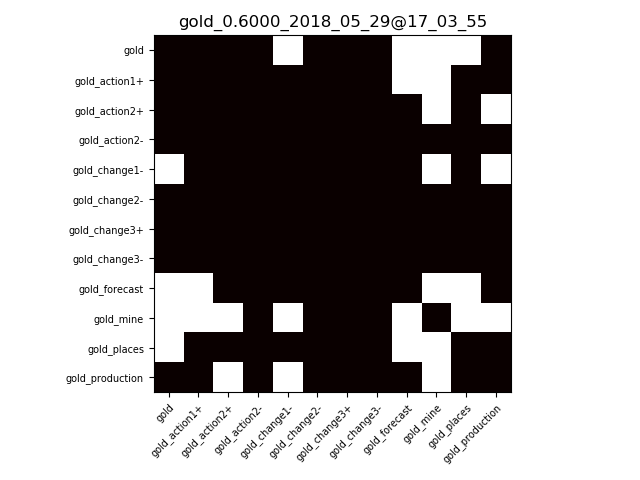 gold_0.6000_2018_05_29@17_03_55
gold
gold_action1+
gold_action2+
gold_action2-
gold_change1-
gold_change2-
gold_change3+
gold_change3-
gold_forecast
gold_mine
gold_places
gold_production
gold
gold_action1+
gold_action2+
gold_action2-
gold_change1-
gold_change2-
gold_change3+
gold_change3-
gold_forecast
gold_mine
gold_places
gold_production